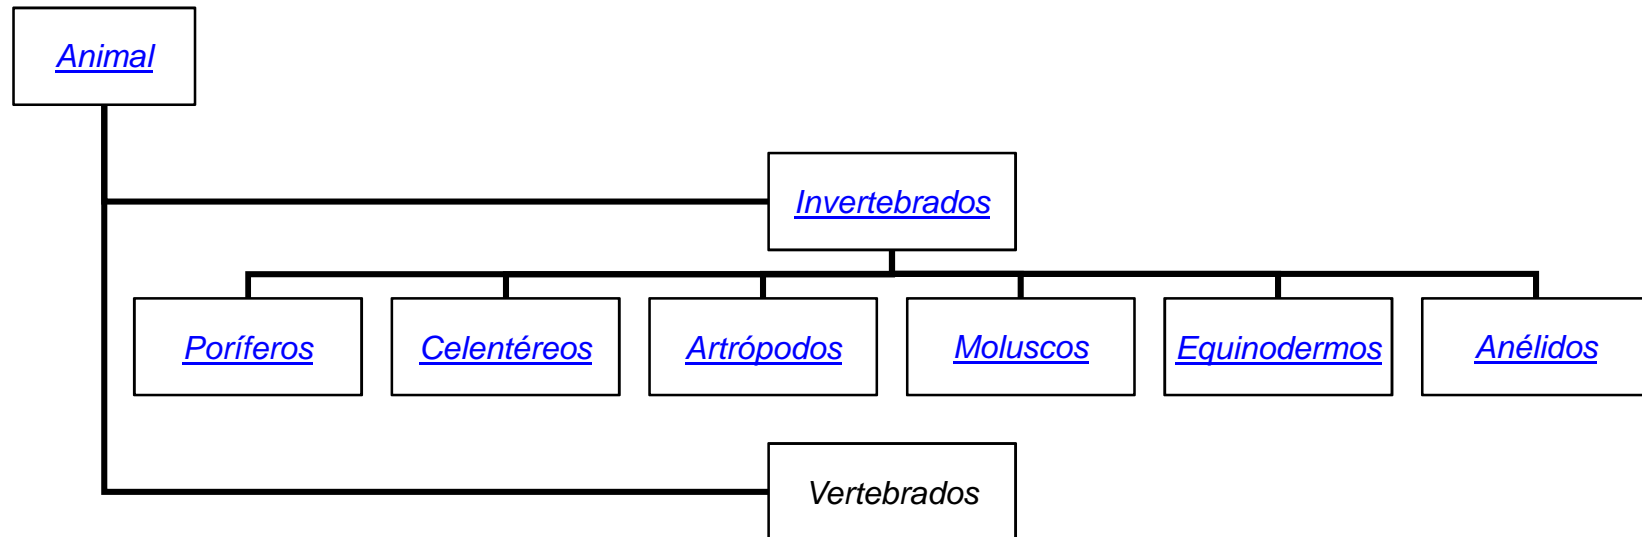 Animal
Invertebrados
Poríferos
Celentéreos
Artrópodos
Moluscos
Equinodermos
Anélidos
Vertebrados